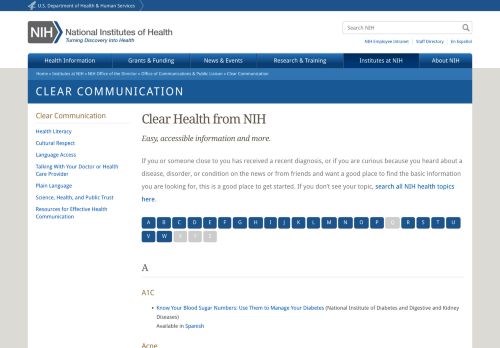 U.S. Department of Health & Human Services
NIH National Institutes of Health
Turning Discovery Into Health
Search NIH
NIH Employee Intranet | Staff Directory | En Español
Health Information
Grants & Funding
News & Events
Research & Training
Institutes at NIH
About NIH
Home » Institutes at NIH » NIH Office of the Director » Office of Communications & Public Liaison » Clear Communication
CLEAR COMMUNICATION
Clear Communication
Health Literacy
Cultural Respect
Language Access
Talking With Your Doctor or Health
Care Provider
Plain Language
Science, Health, and Public Trust
Resources for Effective Health
Communication
Clear Health from NIH
Easy, accessible information and more.
If you or someone close to you has received a recent diagnosis, or if you are curious because you heard about a
disease, disorder, or condition on the news or from friends and want a good place to find the basic information
you are looking for, this is a good place to get started. If you don't see your topic, search all NIH health topics
here.
A B C D E F G H I J K L M N O P Q R S T U
V W X Y Z
A
A1C
Know Your Blood Sugar Numbers: Use Them to Manage Your Diabetes (National Institute of Diabetes and Digestive and Kidney
Diseases)
Available in Spanish
Acne